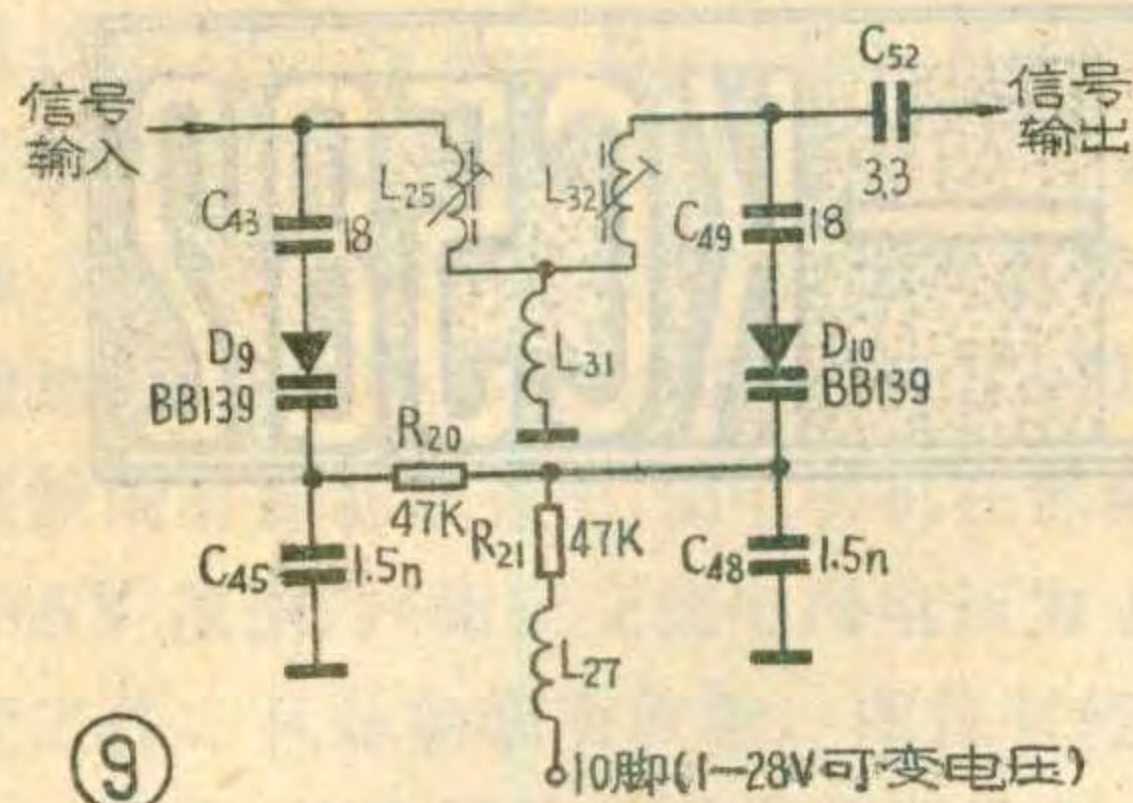 信号
输入
C52
3.3
信号
输出
L25
L32
C43
18
C49
18
D9
BB139
L31
D10
BB139
R20
47K
R21
47K
C45
1.5n
C48
1.5n
L27
⑨
10脚(1—28V可变电压)